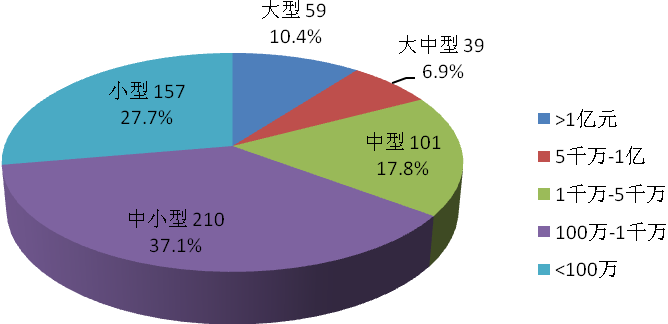 大型 59
10.4%
大中型 39
6.9%
小型 157
27.7%
中型 101
17.8%
中小型 210
37.1%
>1亿元
5千万-1亿
1千万-5千万
100万-1千万
<100万